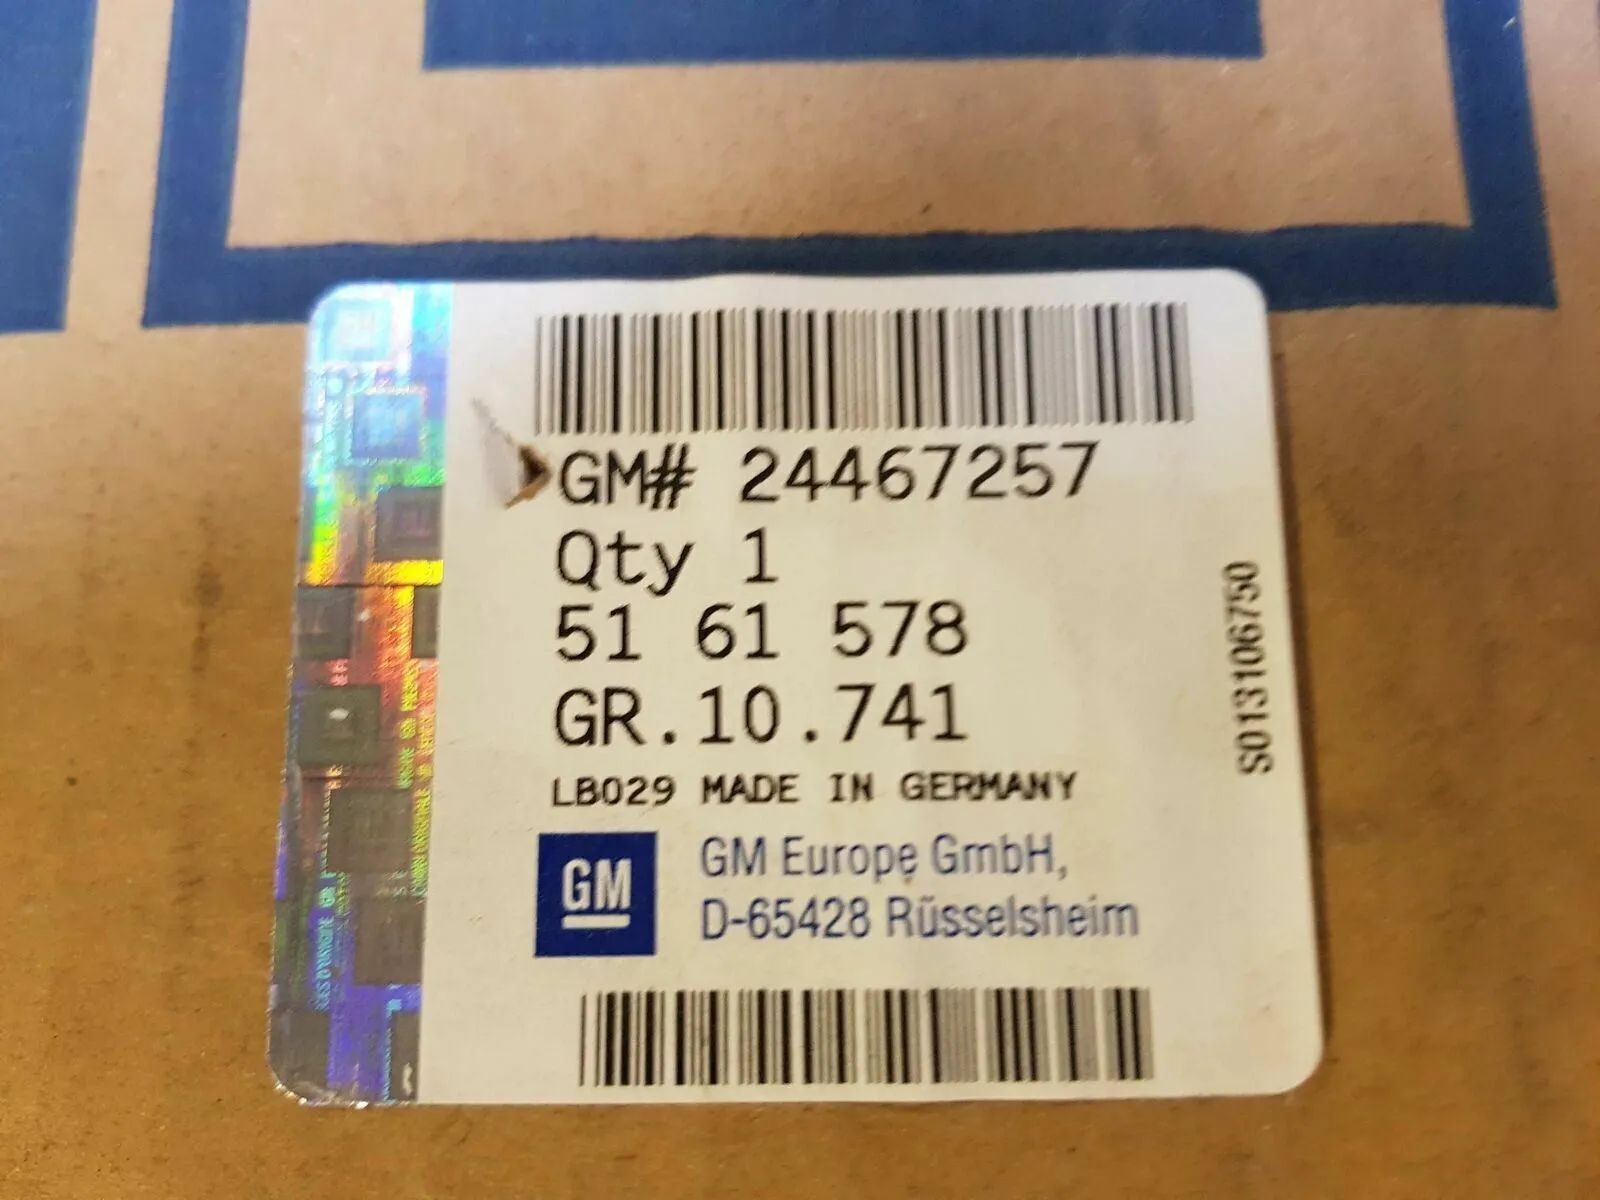 GM# 24467257
Qty 1
51 61 578
GR.10.741
LB029 MADE IN GERMANY
GM
GM Europe GmbH,
D-65428 Rüsselsheim
S013106750